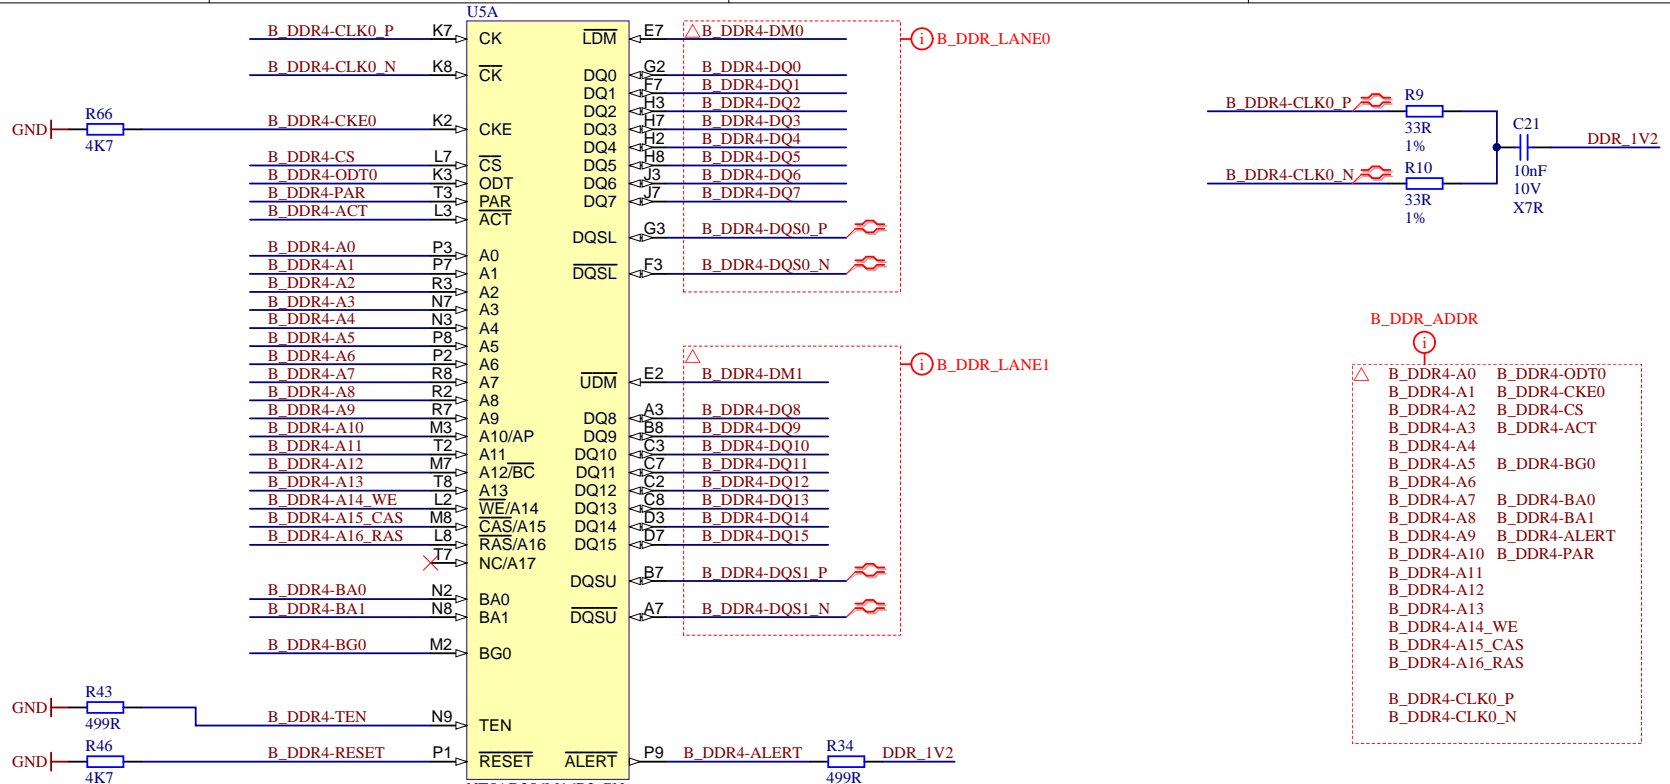 U5A
B_DDR4-CLK0_P K7 CK
B_DDR4-CLK0_N K8 CK
GND R66 4K7 B_DDR4-CKE0 K2 CKE
B_DDR4-CS L7 CS
B_DDR4-ODT0 K3 ODT
B_DDR4-PAR T3 PAR
B_DDR4-ACT L3 ACT
B_DDR4-A0 P3 A0
B_DDR4-A1 P7 A1
B_DDR4-A2 R3 A2
B_DDR4-A3 N7 A3
B_DDR4-A4 N3 A4
B_DDR4-A5 P8 A5
B_DDR4-A6 P2 A6
B_DDR4-A7 R8 A7
B_DDR4-A8 R2 A8
B_DDR4-A9 R7 A9
B_DDR4-A10 M3 A10/AP
B_DDR4-A11 T2 A11
B_DDR4-A12 M7 A12/BC
B_DDR4-A13 T8 A13
B_DDR4-A14_WE L2 WE/A14
B_DDR4-A15_CAS M8 CAS/A15
B_DDR4-A16_RAS L8 RAS/A16
T7 NC/A17
B_DDR4-BA0 N2 BA0
B_DDR4-BA1 N8 BA1
B_DDR4-BG0 M2 BG0
GND R43 499R B_DDR4-TEN N9 TEN
GND R46 4K7 B_DDR4-RESET P1 RESET
LDM E7 B_DDR4-DM0
DQ0 G2 B_DDR4-DQ0
DQ1 F7 B_DDR4-DQ1
DQ2 H3 B_DDR4-DQ2
DQ3 H7 B_DDR4-DQ3
DQ4 H2 B_DDR4-DQ4
DQ5 H8 B_DDR4-DQ5
DQ6 J3 B_DDR4-DQ6
DQ7 J7 B_DDR4-DQ7
DQSL G3 B_DDR4-DQS0_P
DQSL F3 B_DDR4-DQS0_N
i B_DDR_LANE0
UDM E2 B_DDR4-DM1
DQ8 A3 B_DDR4-DQ8
DQ9 B8 B_DDR4-DQ9
DQ10 C3 B_DDR4-DQ10
DQ11 C7 B_DDR4-DQ11
DQ12 C2 B_DDR4-DQ12
DQ13 C8 B_DDR4-DQ13
DQ14 D3 B_DDR4-DQ14
DQ15 D7 B_DDR4-DQ15
DQSU B7 B_DDR4-DQS1_P
DQSU A7 B_DDR4-DQS1_N
i B_DDR_LANE1
ALERT P9 B_DDR4-ALERT R34 499R DDR_1V2
B_DDR4-CLK0_P R9
33R
1%
B_DDR4-CLK0_N R10
33R
1%
C21
10nF
10V
X7R
DDR_1V2
B_DDR_ADDR
i
B_DDR4-A0 B_DDR4-ODT0
B_DDR4-A1 B_DDR4-CKE0
B_DDR4-A2 B_DDR4-CS
B_DDR4-A3 B_DDR4-ACT
B_DDR4-A4
B_DDR4-A5 B_DDR4-BG0
B_DDR4-A6
B_DDR4-A7 B_DDR4-BA0
B_DDR4-A8 B_DDR4-BA1
B_DDR4-A9 B_DDR4-ALERT
B_DDR4-A10 B_DDR4-PAR
B_DDR4-A11
B_DDR4-A12
B_DDR4-A13
B_DDR4-A14_WE
B_DDR4-A15_CAS
B_DDR4-A16_RAS
B_DDR4-CLK0_P
B_DDR4-CLK0_N